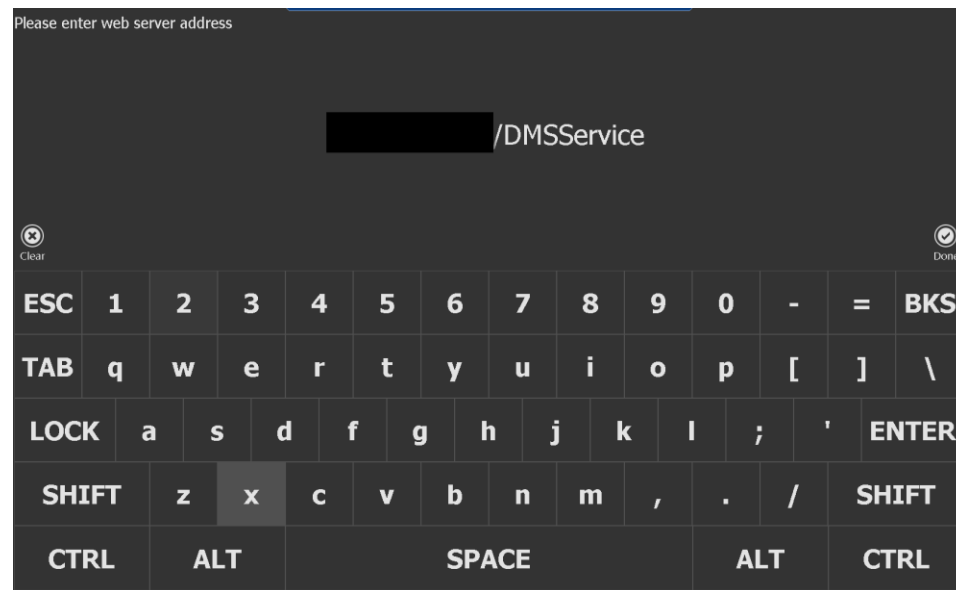 Please enter web server address
/DMSService
Clear
Done
ESC 1 2 3 4 5 6 7 8 9 0 - = BKS
TAB q w e r t y u i o p [ ] \
LOCK a s d f g h j k l ; ' ENTER
SHIFT z x c v b n m , . / SHIFT
CTRL ALT SPACE ALT CTRL